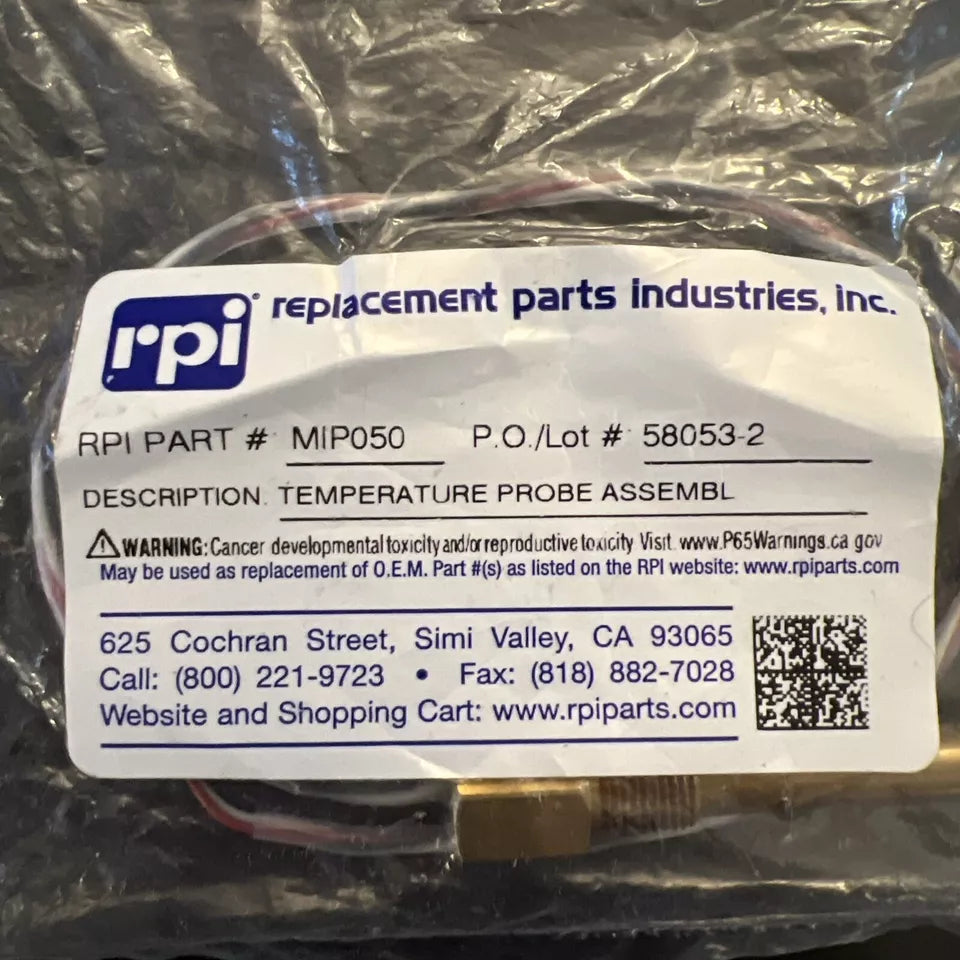 rpi® replacement parts industries, inc.
RPI PART # MIP050 P.O./Lot # 58053-2
DESCRIPTION. TEMPERATURE PROBE ASSEMBL
⚠WARNING: Cancer developmental toxicity and/or reproductive toxicity Visit www.P65Warnings.ca gov
May be used as replacement of O.E.M. Part #(s) as listed on the RPI website: www.rpiparts.com
625 Cochran Street, Simi Valley, CA 93065
Call: (800) 221-9723 • Fax: (818) 882-7028
Website and Shopping Cart: www.rpiparts.com